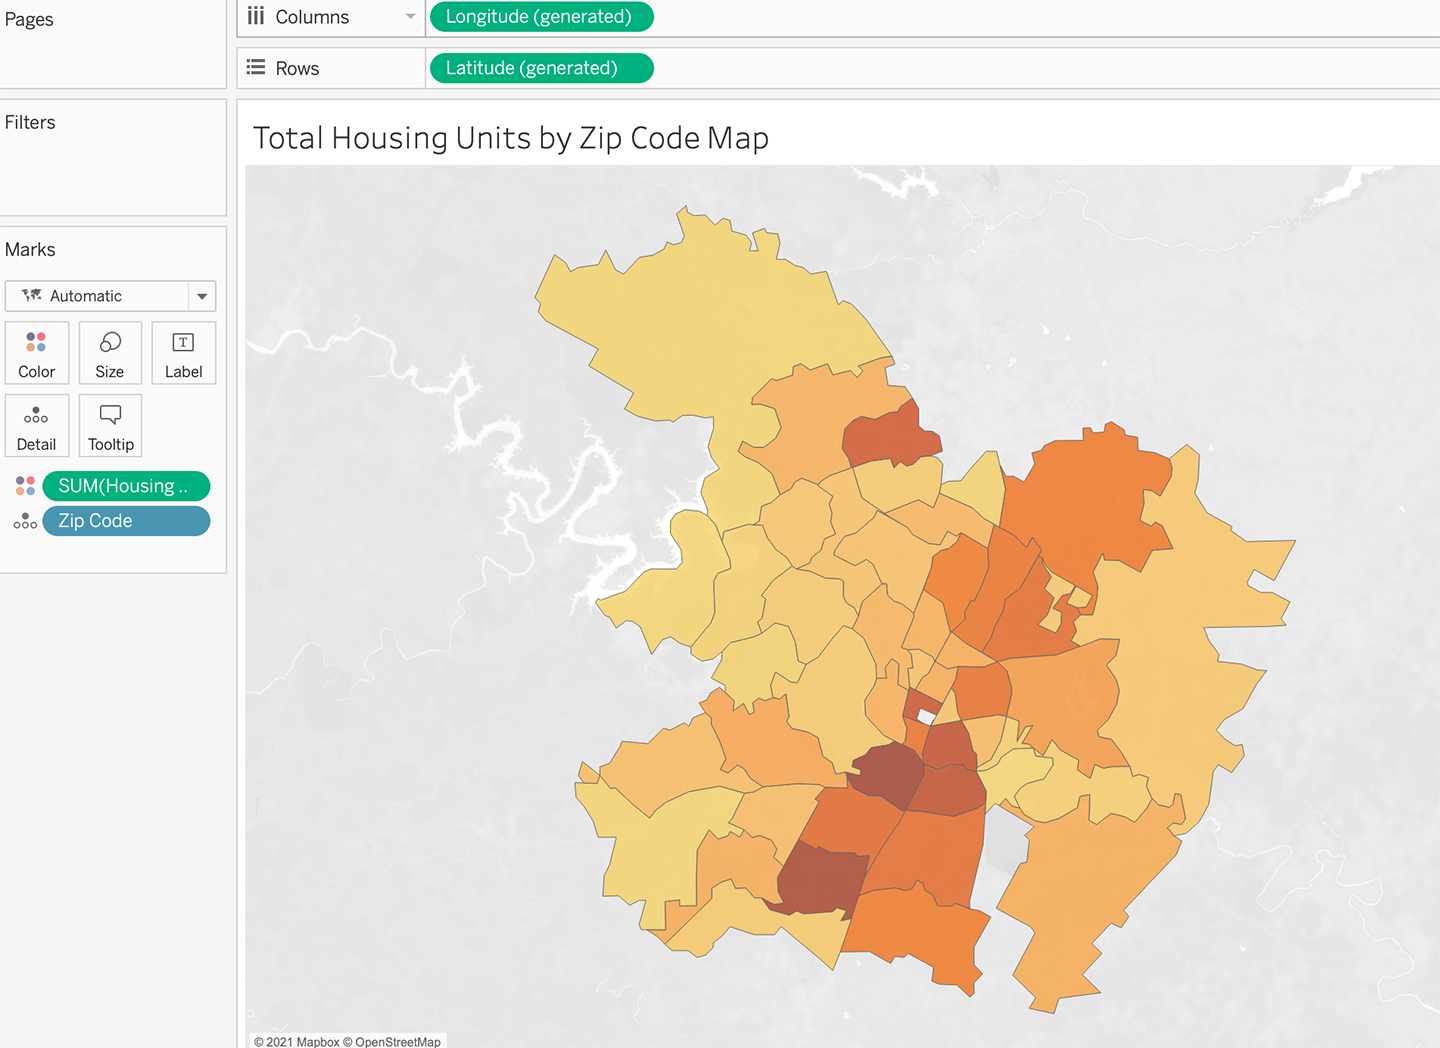 Pages
Columns
Longitude (generated)
Rows
Latitude (generated)
Filters
Total Housing Units by Zip Code Map
Marks
Automatic
Color
Size
T
Label
Detail
Tooltip
SUM(Housing ..
Zip Code
© 2021 Mapbox © OpenStreetMap